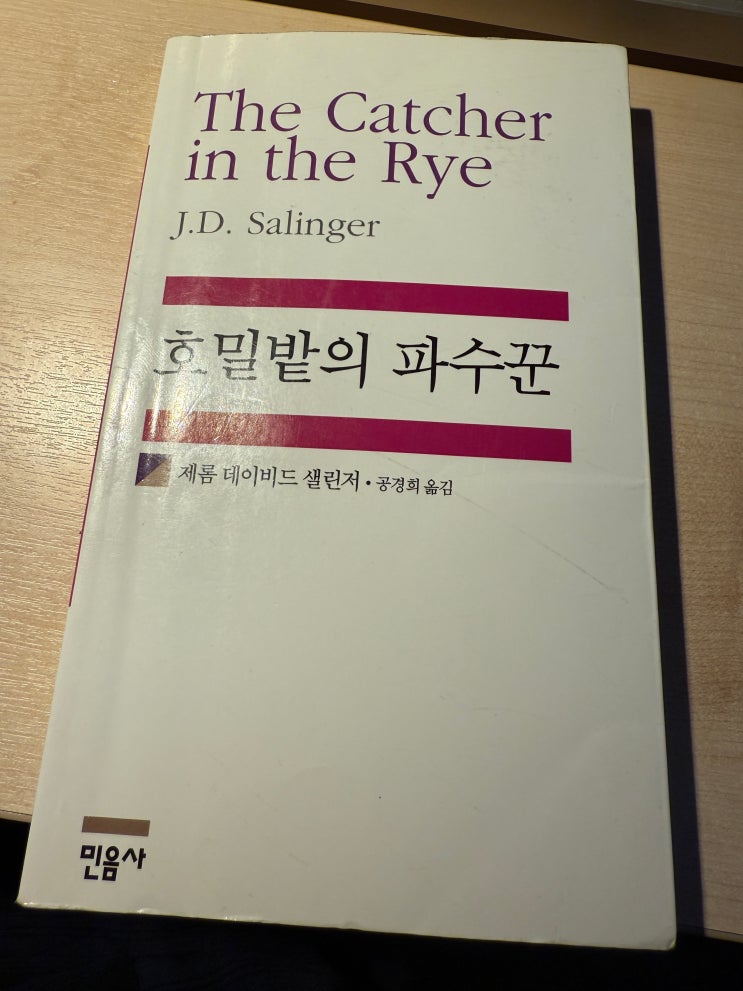 The Catcher
in the Rye
J.D. Salinger
호밀밭의 파수꾼
제롬 데이비드 샐린저 • 공경희 옮김
민음사